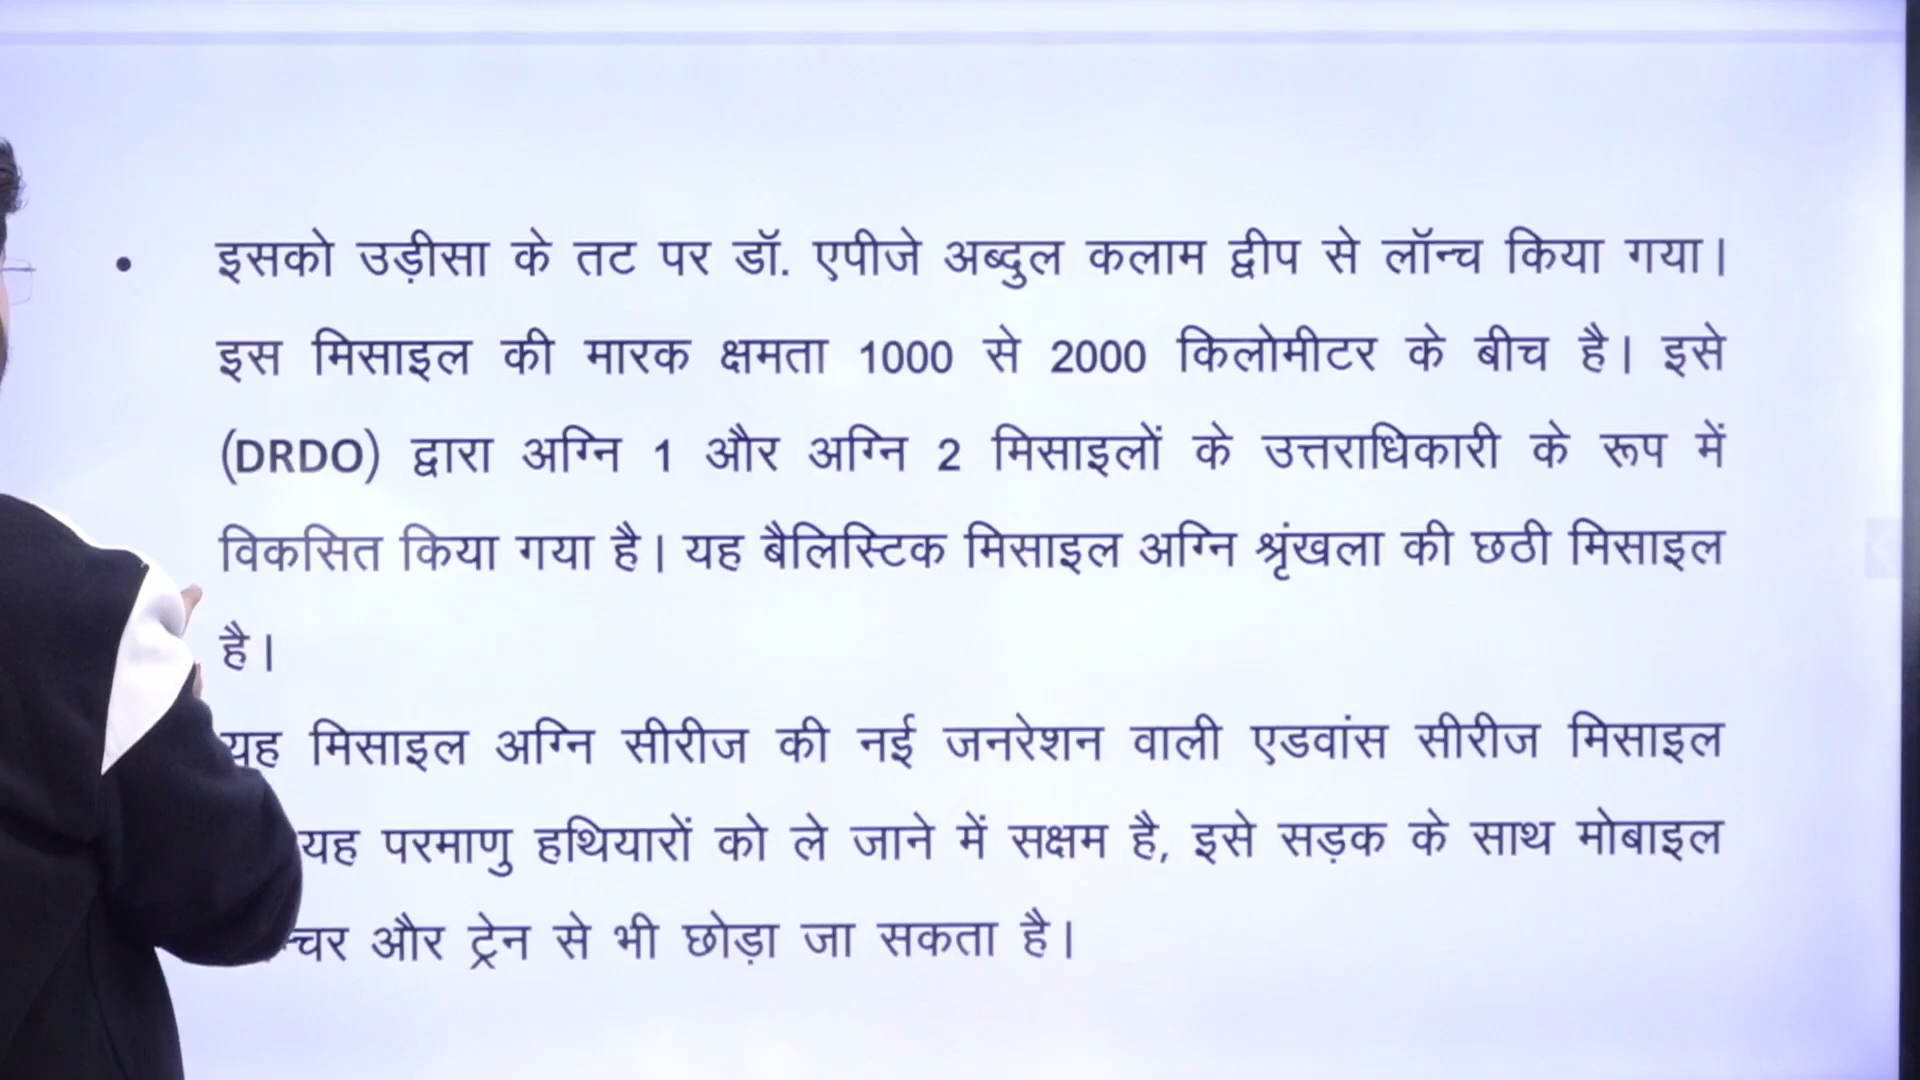 • इसको उड़ीसा के तट पर डॉ. एपीजे अब्दुल कलाम द्वीप से लॉन्च किया गया।
इस मिसाइल की मारक क्षमता 1000 से 2000 किलोमीटर के बीच है। इसे
(DRDO) द्वारा अग्नि 1 और अग्नि 2 मिसाइलों के उत्तराधिकारी के रूप में
विकसित किया गया है। यह बैलिस्टिक मिसाइल अग्नि श्रृंखला की छठी मिसाइल
है।
यह मिसाइल अग्नि सीरीज की नई जनरेशन वाली एडवांस सीरीज मिसाइल
यह परमाणु हथियारों को ले जाने में सक्षम है, इसे सड़क के साथ मोबाइल
और ट्रेन से भी छोड़ा जा सकता है।